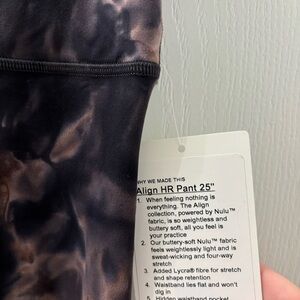 WHY WE MADE THIS
Align HR Pant 25"
1. When feeling nothing is
everything. The Align
collection, powered by Nulu™
fabric, is so weightless and
buttery soft, all you feel is
your practice
2. Our buttery-soft Nulu™ fabric
feels weightlessly light and is
sweat-wicking and four-way
stretch
3. Added Lycra® fibre for stretch
and shape retention
4. Waistband lies flat and won't
dig in
5. Hidden waistband pocket